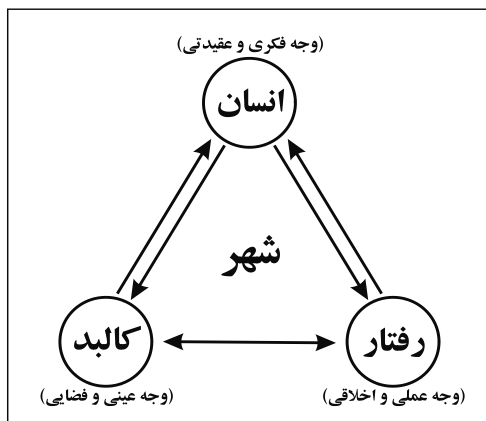 (وجه فکری و عقیدتی)
انسان
شهر
رفتار
کالبد
(وجه عملی و اخلاقی)
(وجه عینی و فضایی)